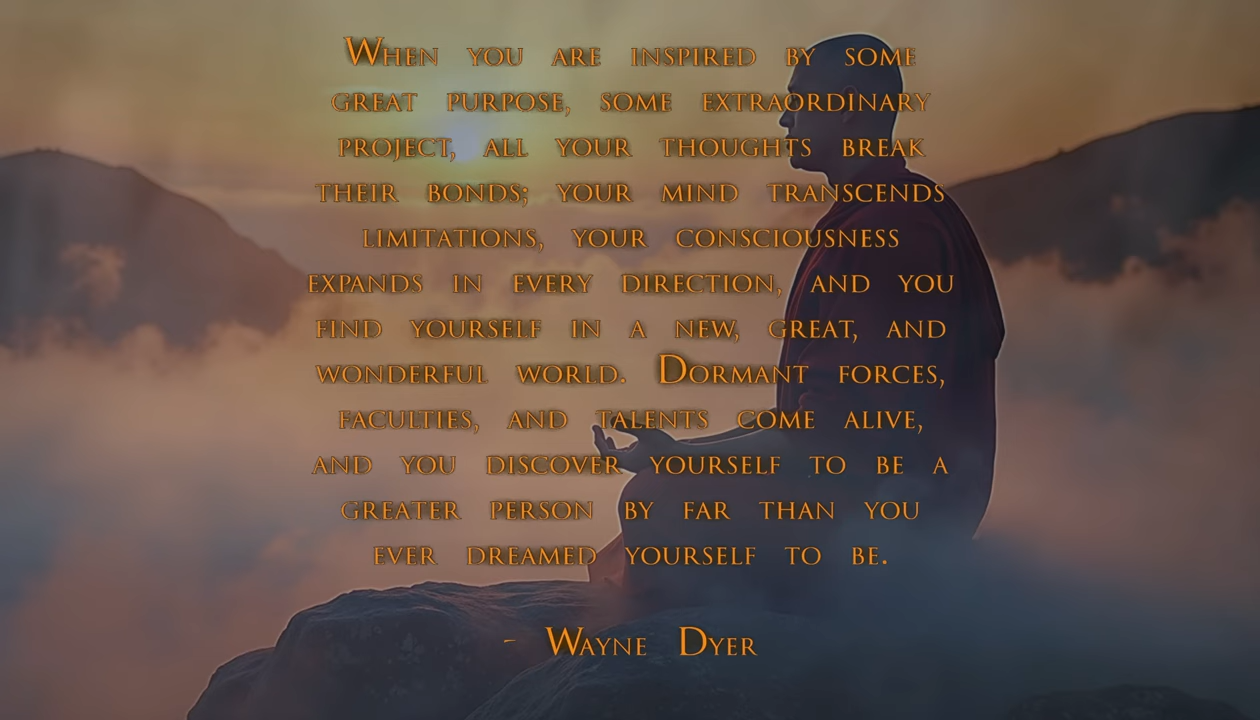 When you are inspired by some
great purpose, some extraordinary
project, all your thoughts break
their bonds; your mind transcends
limitations, your consciousness
expands in every direction, and you
find yourself in a new, great, and
wonderful world. Dormant forces,
faculties, and talents come alive,
and you discover yourself to be a
greater person by far than you
ever dreamed yourself to be.
- Wayne Dyer